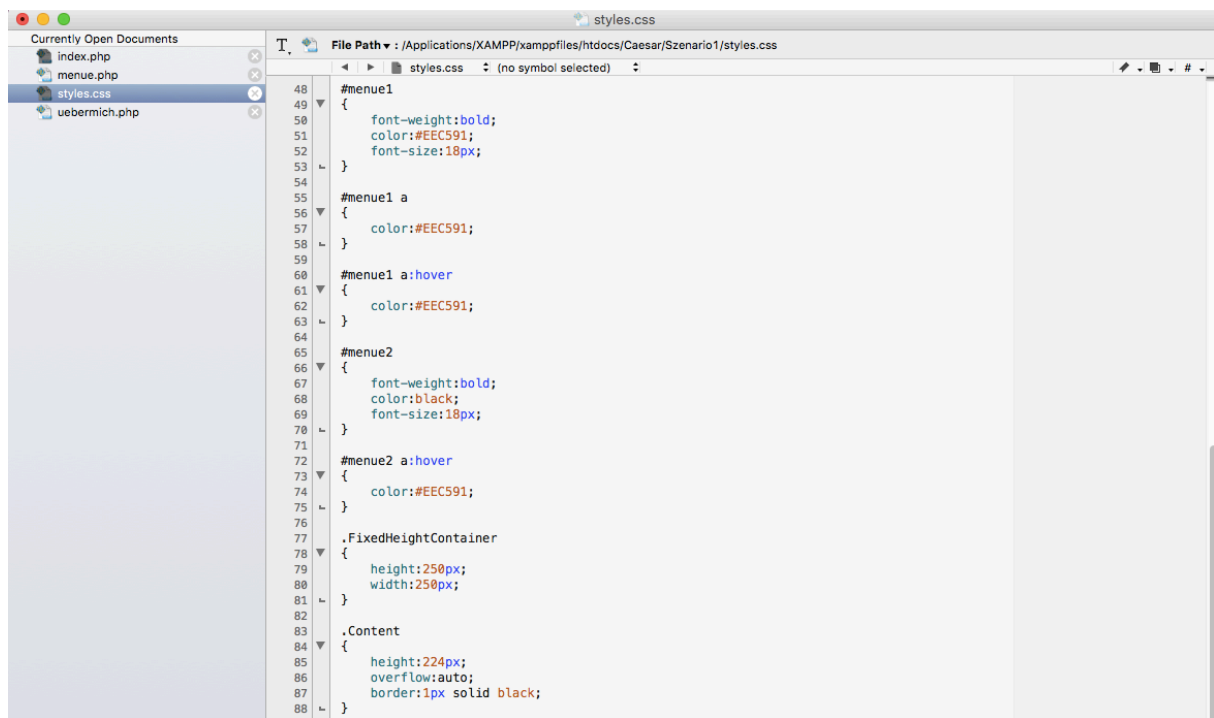 styles.css
Currently Open Documents
index.php
menue.php
styles.css
uebermich.php
File Path ▾ : /Applications/XAMPP/xamppfiles/htdocs/Caesar/Szenario1/styles.css
styles.css (no symbol selected)
48 #menue1
49 {
50 font-weight:bold;
51 color:#EEC591;
52 font-size:18px;
53 }
54
55 #menue1 a
56 {
57 color:#EEC591;
58 }
59
60 #menue1 a:hover
61 {
62 color:#EEC591;
63 }
64
65 #menue2
66 {
67 font-weight:bold;
68 color:black;
69 font-size:18px;
70 }
71
72 #menue2 a:hover
73 {
74 color:#EEC591;
75 }
76
77 .FixedHeightContainer
78 {
79 height:250px;
80 width:250px;
81 }
82
83 .Content
84 {
85 height:224px;
86 overflow:auto;
87 border:1px solid black;
88 }